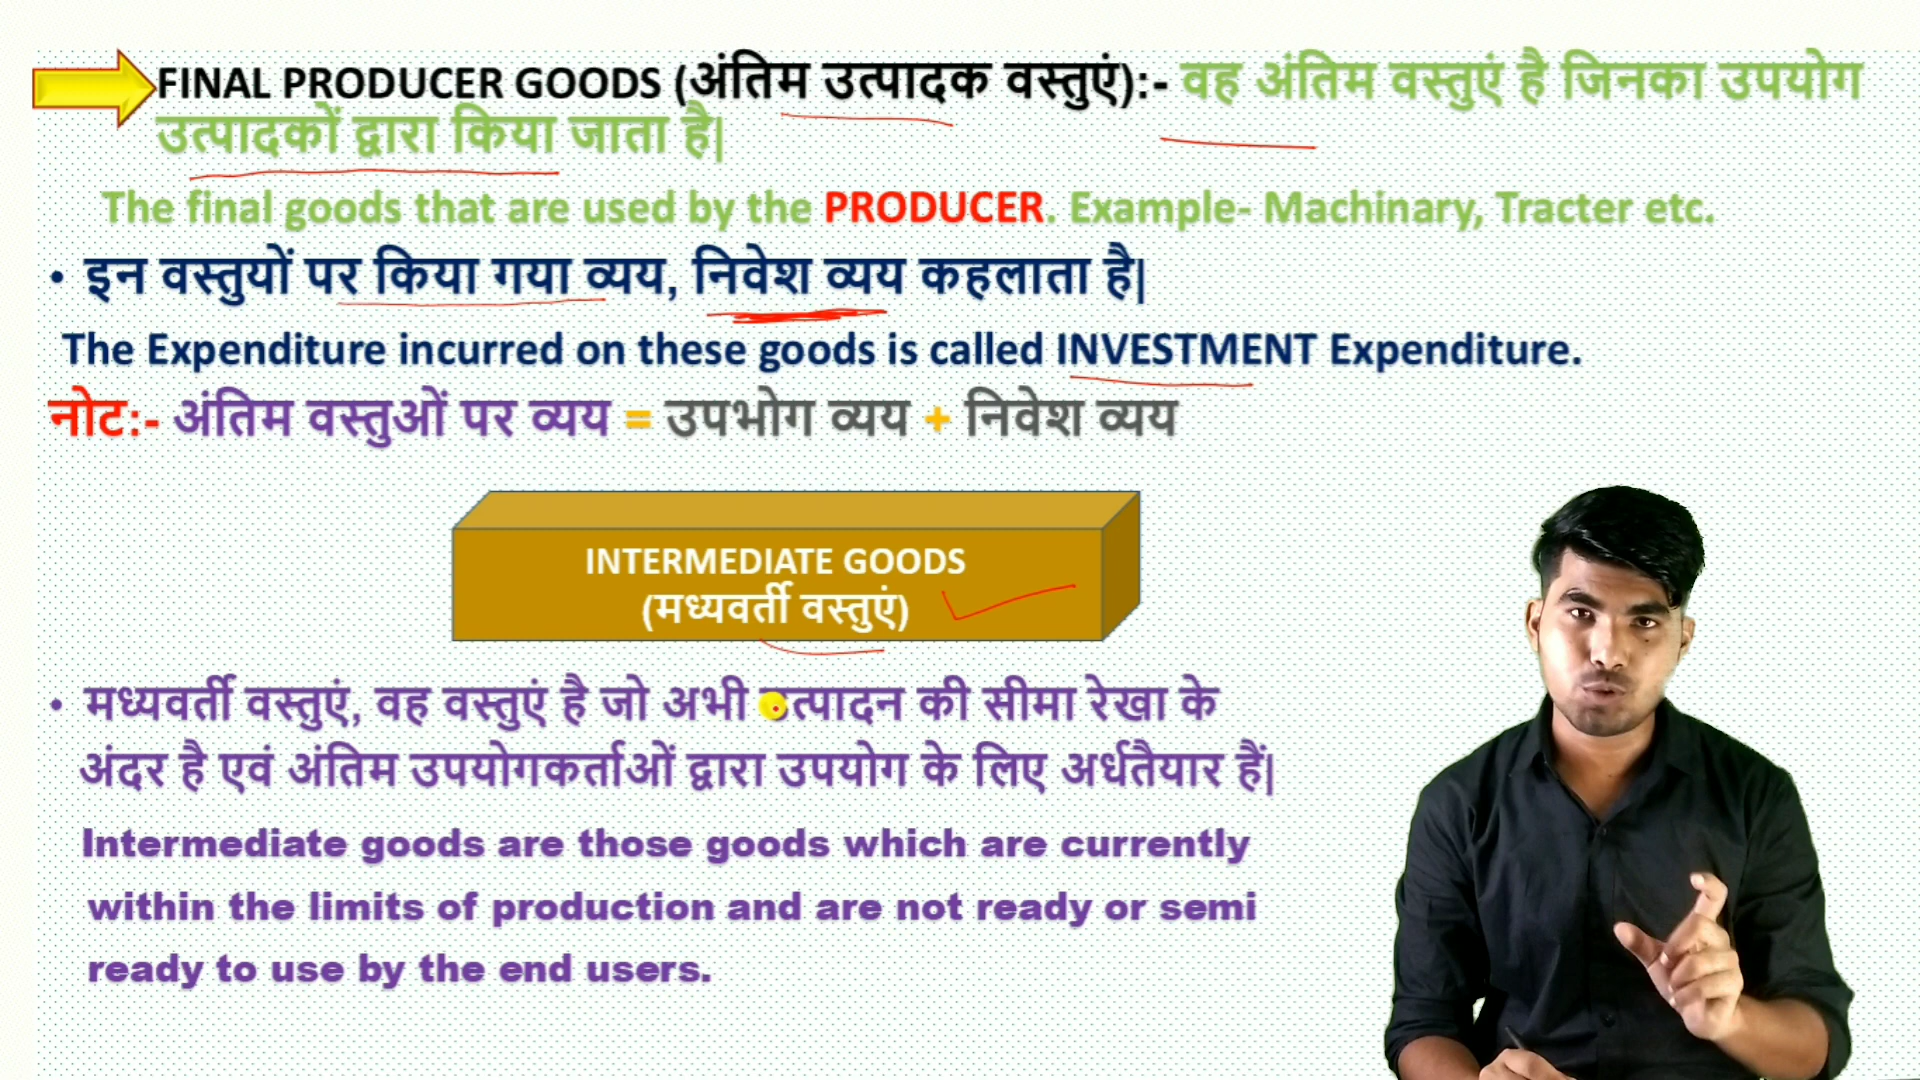 FINAL PRODUCER GOODS (अंतिम उत्पादक वस्तुएं):- वह अंतिम वस्तुएं है जिनका उपयोग
उत्पादकों द्वारा किया जाता है|
The final goods that are used by the PRODUCER. Example- Machinary, Tracter etc.
• इन वस्तुयों पर किया गया व्यय, निवेश व्यय कहलाता है|
The Expenditure incurred on these goods is called INVESTMENT Expenditure.
नोट:- अंतिम वस्तुओं पर व्यय = उपभोग व्यय + निवेश व्यय
INTERMEDIATE GOODS
(मध्यवर्ती वस्तुएं)
• मध्यवर्ती वस्तुएं, वह वस्तुएं है जो अभी उत्पादन की सीमा रेखा के
अंदर है एवं अंतिम उपयोगकर्ताओं द्वारा उपयोग के लिए अर्धतैयार हैं|
Intermediate goods are those goods which are currently
within the limits of production and are not ready or semi
ready to use by the end users.